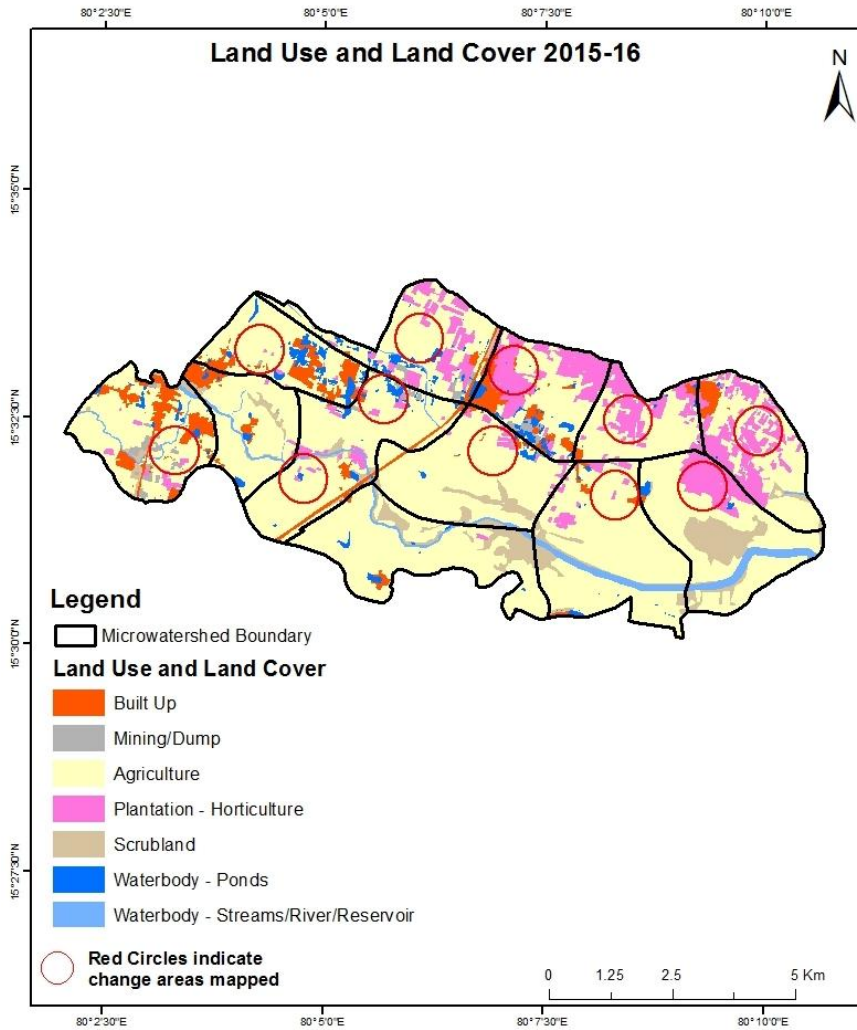 80°2'30"E 80°5'0"E 80°7'30"E 80°10'0"E
Land Use and Land Cover 2015-16
N
15°35'0"N
15°32'30"N
15°30'0"N
15°27'30"N
Legend
Microwatershed Boundary
Land Use and Land Cover
Built Up
Mining/Dump
Agriculture
Plantation - Horticulture
Scrubland
Waterbody - Ponds
Waterbody - Streams/River/Reservoir
Red Circles indicate
change areas mapped
0 1.25 2.5 5 Km
80°2'30"E 80°5'0"E 80°7'30"E 80°10'0"E